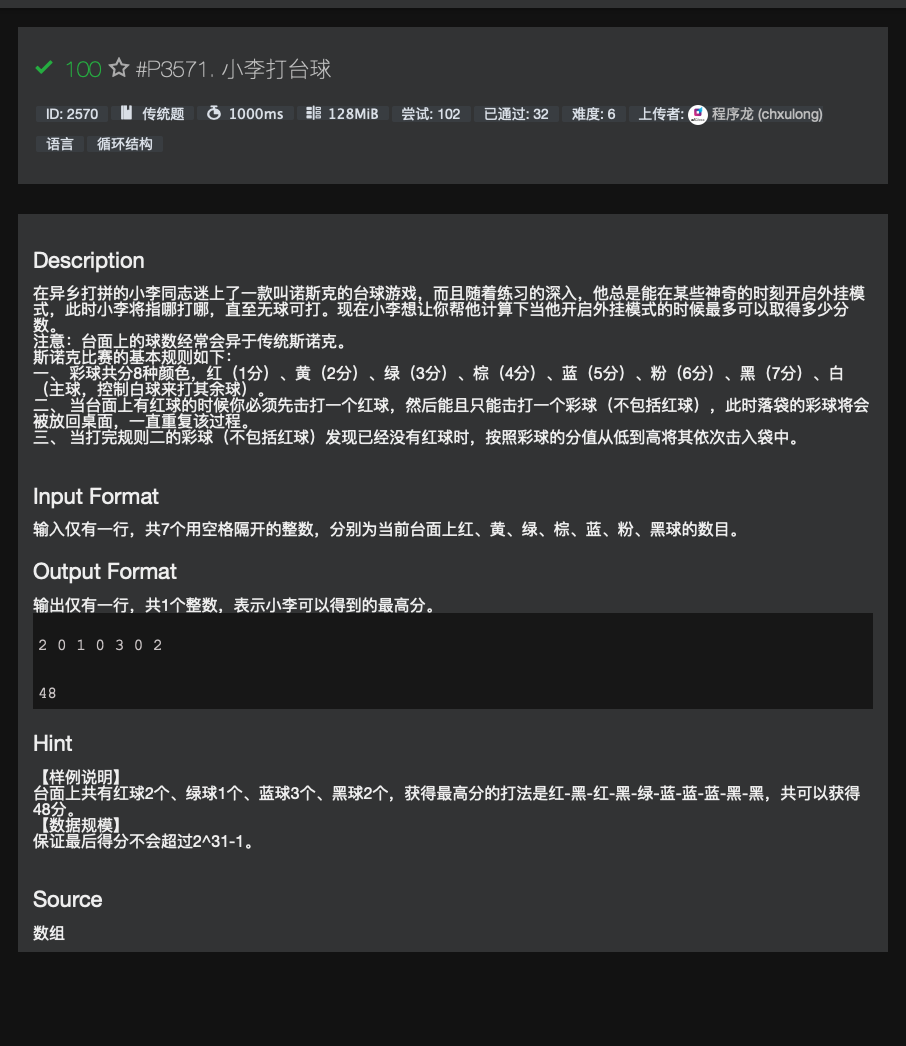 100 #P3571. 小李打台球
ID: 2570 传统题 1000ms 128MiB 尝试: 102 已通过: 32 难度: 6 上传者: 程序龙 (chxulong)
语言 循环结构
Description
在异乡打拼的小李同志迷上了一款叫诺斯克的台球游戏，而且随着练习的深入，他总是能在某些神奇的时刻开启外挂模
式，此时小李将指哪打哪，直至无球可打。现在小李想让你帮他计算下当他开启外挂模式的时候最多可以取得多少分
数。
注意：台面上的球数经常会异于传统斯诺克。
斯诺克比赛的基本规则如下：
一、 彩球共分8种颜色，红（1分）、黄（2分）、绿（3分）、棕（4分）、蓝（5分）、粉（6分）、黑（7分）、白
（主球，控制白球来打其余球）。
二、 当台面上有红球的时候你必须先击打一个红球，然后能且只能击打一个彩球（不包括红球），此时落袋的彩球将会
被放回桌面，一直重复该过程。
三、 当打完规则二的彩球（不包括红球）发现已经没有红球时，按照彩球的分值从低到高将其依次击入袋中。
Input Format
输入仅有一行，共7个用空格隔开的整数，分别为当前台面上红、黄、绿、棕、蓝、粉、黑球的数目。
Output Format
输出仅有一行，共1个整数，表示小李可以得到的最高分。
2 0 1 0 3 0 2
48
Hint
【样例说明】
台面上共有红球2个、绿球1个、蓝球3个、黑球2个，获得最高分的打法是红-黑-红-黑-绿-蓝-蓝-蓝-黑-黑，共可以获得
48分。
【数据规模】
保证最后得分不会超过2^31-1。
Source
数组